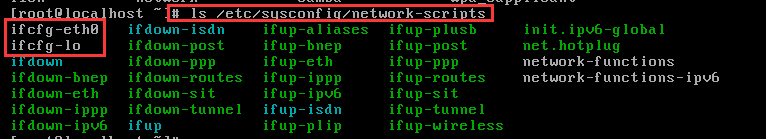 [root@localhost ~]# ls /etc/sysconfig/network-scripts
ifcfg-eth0 ifdown-isdn ifup-aliases ifup-plusb init.ipv6-global
ifcfg-lo ifdown-post ifup-bnep ifup-post net.hotplug
ifdown ifdown-ppp ifup-eth ifup-ppp network-functions
ifdown-bnep ifdown-routes ifup-ippp ifup-routes network-functions-ipv6
ifdown-eth ifdown-sit ifup-ipv6 ifup-sit
ifdown-ippp ifdown-tunnel ifup-isdn ifup-tunnel
ifdown-ipv6 ifup ifup-plip ifup-wireless